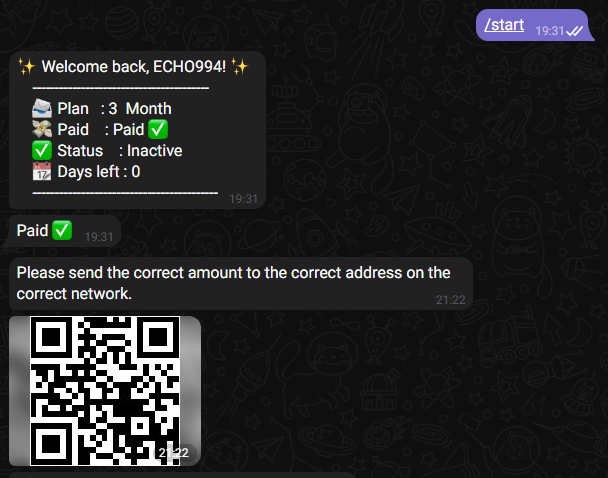 /start 19:31
✨ Welcome back, ECHO994! ✨
----------------------------------------
📨 Plan : 3 Month
💸 Paid : Paid ✅
✅ Status : Inactive
📆 Days left : 0
------------------------------------------
19:31
Paid ✅ 19:31
Please send the correct amount to the correct address on the
correct network.
21:22
21:22